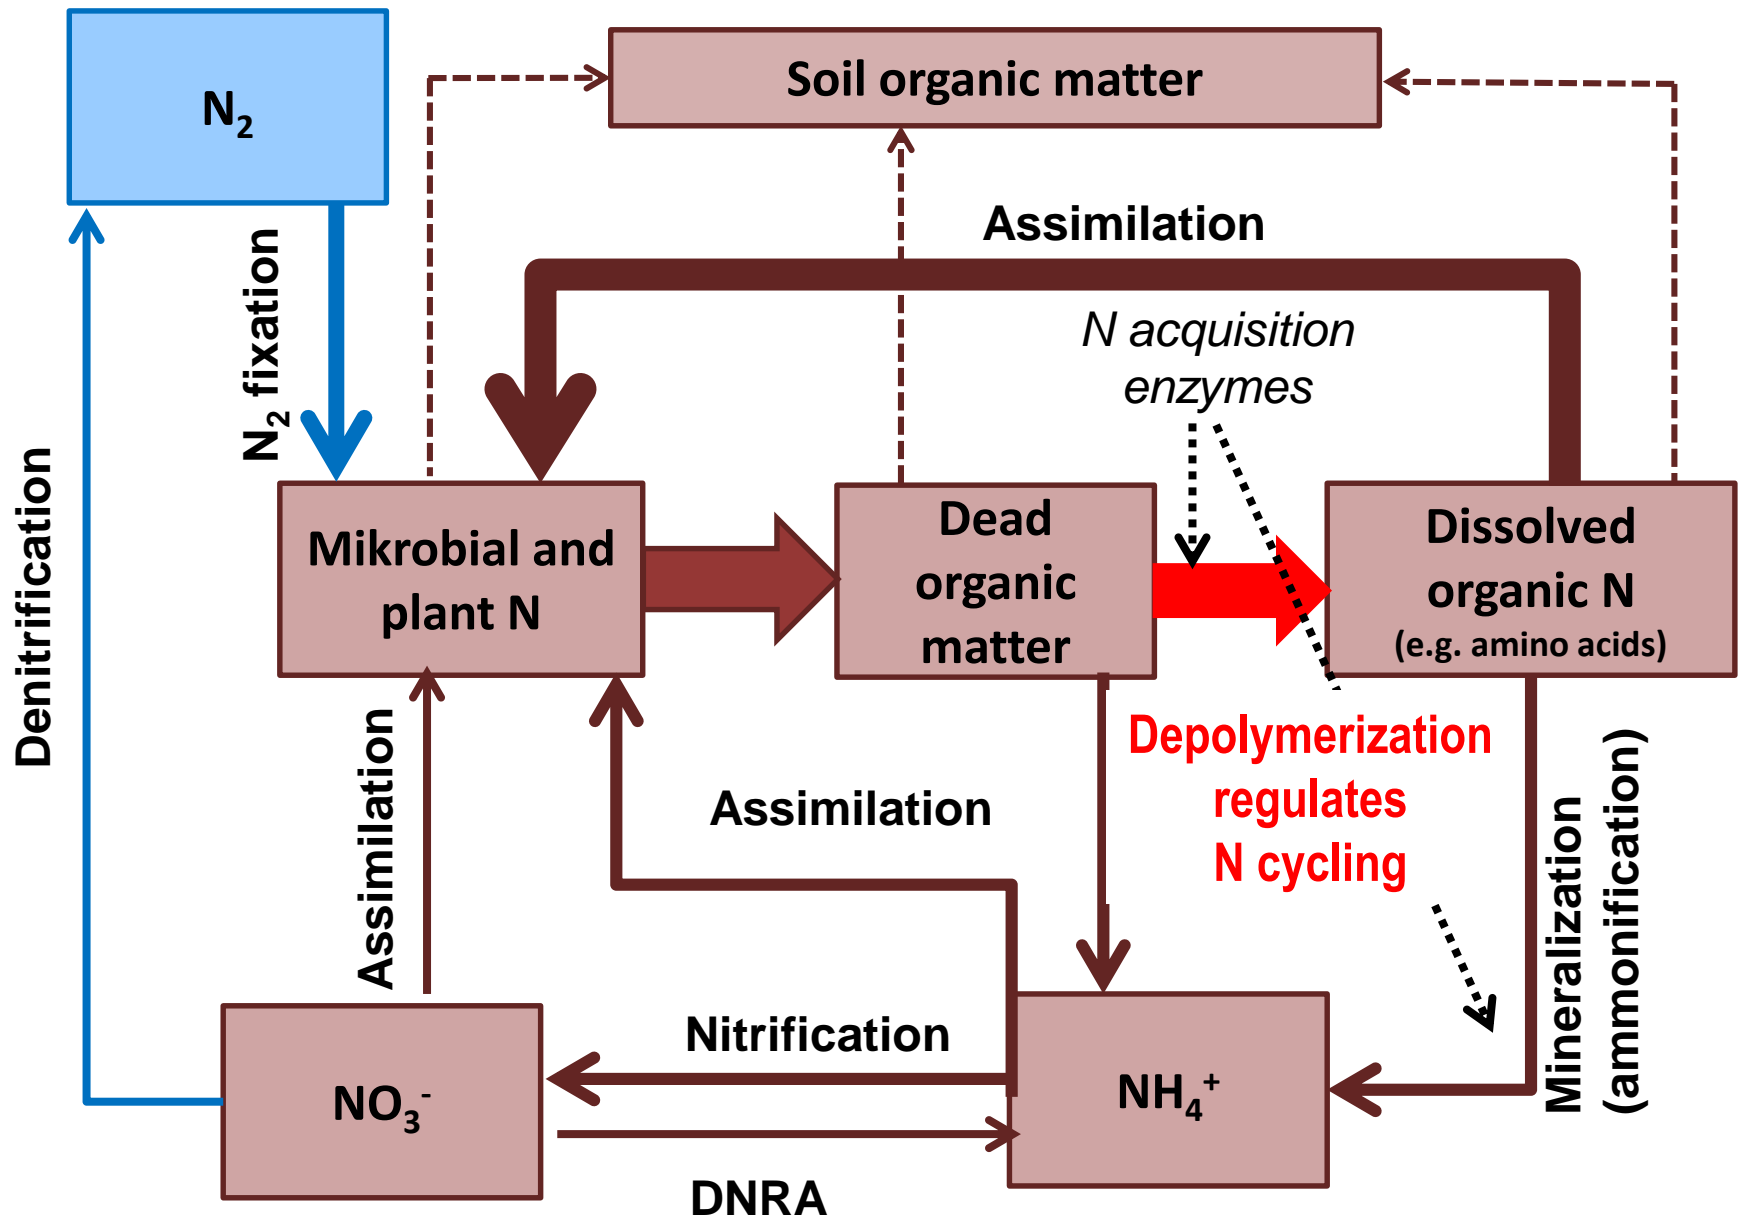 N₂
Soil organic matter
Assimilation
N₂ fixation
N acquisition
enzymes
Denitrification
Mikrobial and
plant N
Dead
organic
matter
Dissolved
organic N
(e.g. amino acids)
Assimilation
Assimilation
Depolymerization
regulates
N cycling
Mineralization
(ammonification)
Nitrification
NO₃⁻
NH₄⁺
DNRA